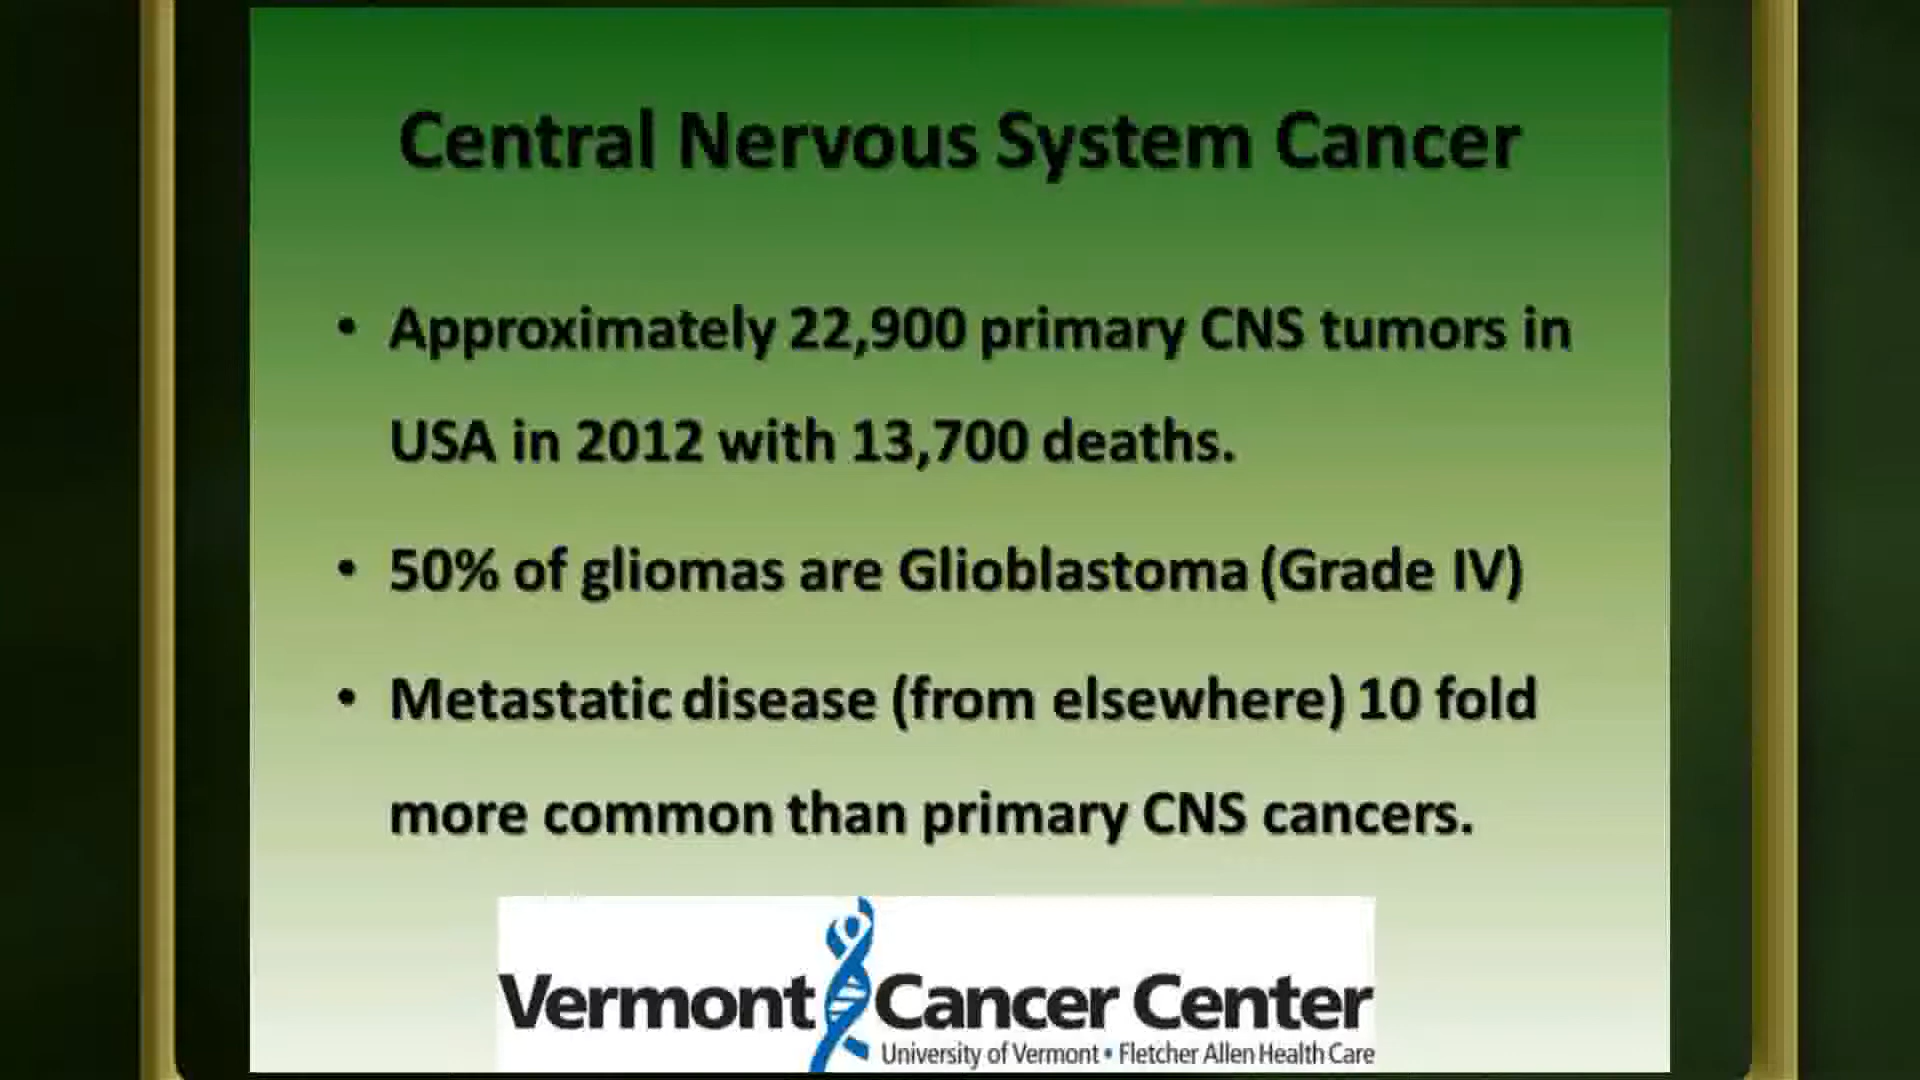 Central Nervous System Cancer
• Approximately 22,900 primary CNS tumors in
USA in 2012 with 13,700 deaths.
• 50% of gliomas are Glioblastoma (Grade IV)
• Metastatic disease (from elsewhere) 10 fold
more common than primary CNS cancers.
Vermont Cancer Center
University of Vermont • Fletcher Allen Health Care